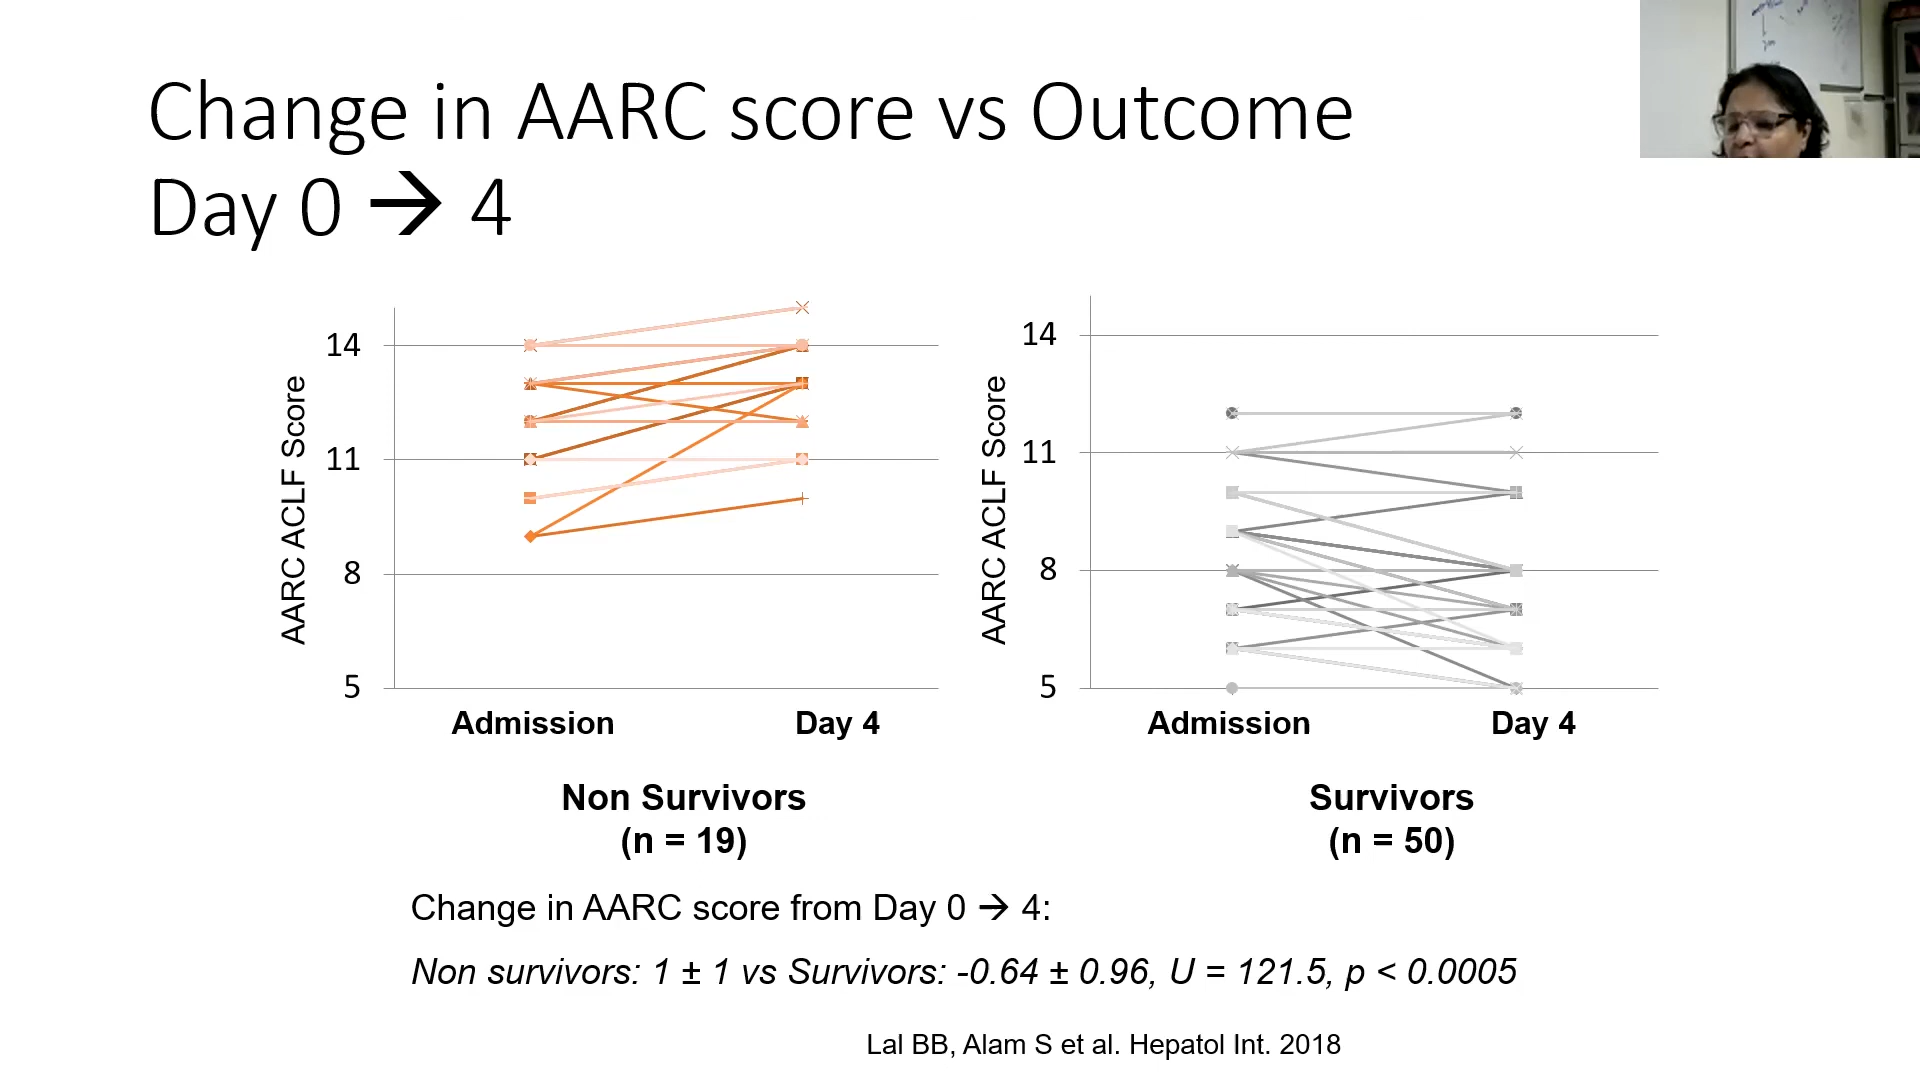 Change in AARC score vs Outcome
Day 0 → 4
AARC ACLF Score
14
11
8
5
Admission Day 4
Non Survivors
(n = 19)
AARC ACLF Score
14
11
8
5
Admission Day 4
Survivors
(n = 50)
Change in AARC score from Day 0 → 4:
Non survivors: 1 ± 1 vs Survivors: -0.64 ± 0.96, U = 121.5, p < 0.0005
Lal BB, Alam S et al. Hepatol Int. 2018